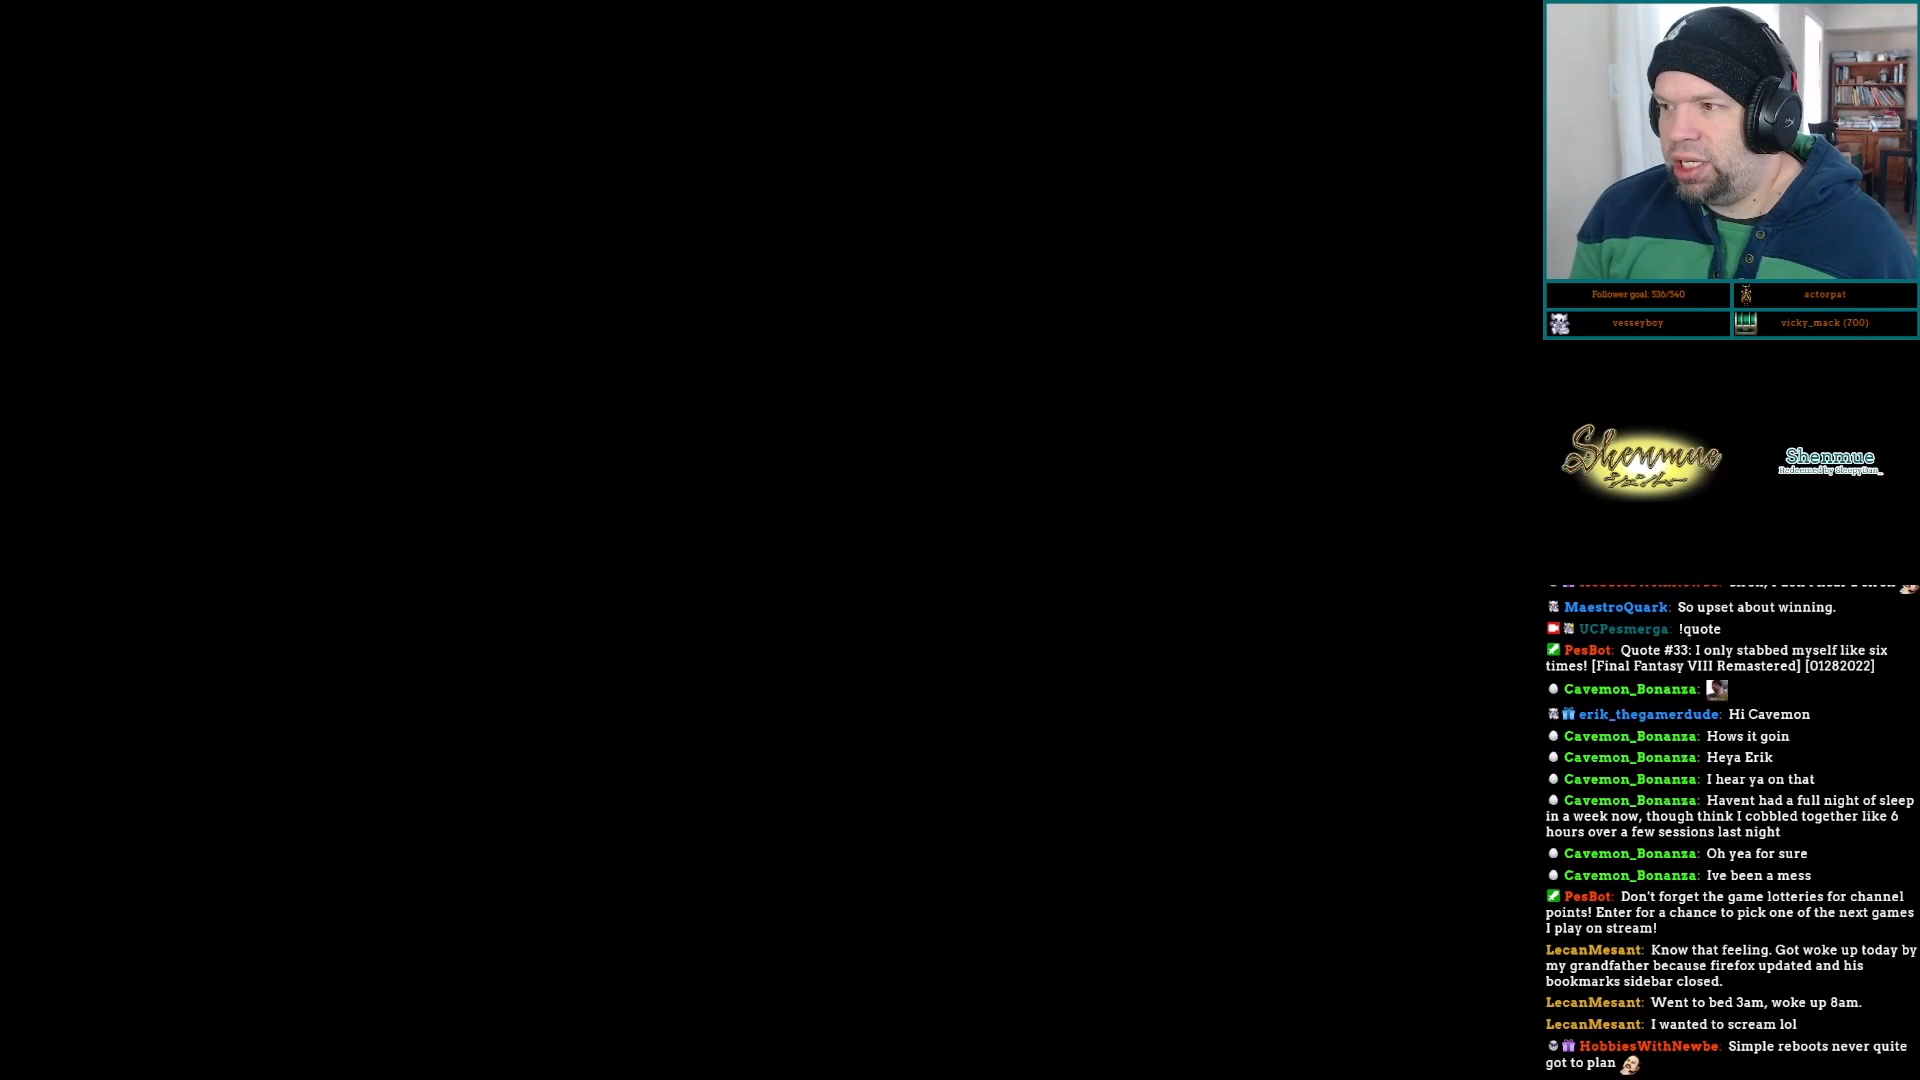 Follower goal: 536/540
actorpat
vesseyboy
vicky_mack (700)
Shenmue
Shenmue
Redeemed by SleepyDan_
MaestroQuark: So upset about winning.
UCPesmerga: !quote
PesBot: Quote #33: I only stabbed myself like six
times! [Final Fantasy VIII Remastered] [01282022]
Cavemon_Bonanza:
erik_thegamerdude: Hi Cavemon
Cavemon_Bonanza: Hows it goin
Cavemon_Bonanza: Heya Erik
Cavemon_Bonanza: I hear ya on that
Cavemon_Bonanza: Havent had a full night of sleep
in a week now, though think I cobbled together like 6
hours over a few sessions last night
Cavemon_Bonanza: Oh yea for sure
Cavemon_Bonanza: Ive been a mess
PesBot: Don't forget the game lotteries for channel
points! Enter for a chance to pick one of the next games
I play on stream!
LecanMesant: Know that feeling. Got woke up today by
my grandfather because firefox updated and his
bookmarks sidebar closed.
LecanMesant: Went to bed 3am, woke up 8am.
LecanMesant: I wanted to scream lol
HobbiesWithNewbe: Simple reboots never quite
got to plan